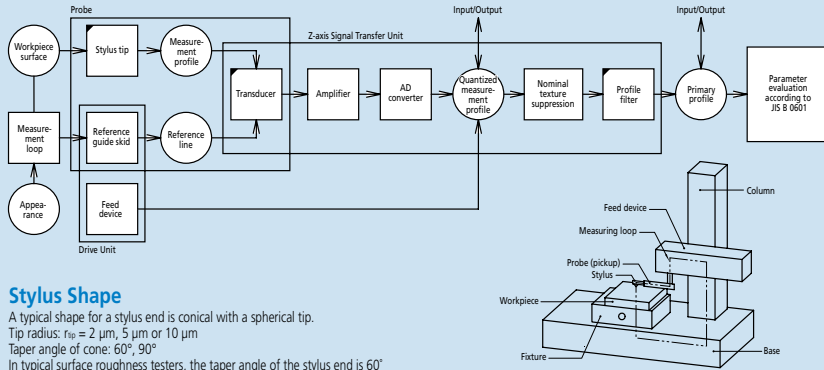 Probe
Input/Output
Input/Output
Z-axis Signal Transfer Unit
Workpiece
surface
Stylus tip
Measure-
ment
profile
Transducer
Amplifier
AD
converter
Quantized
measure-
ment
profile
Nominal
texture
suppression
Profile
filter
Primary
profile
Parameter
evaluation
according to
JIS B 0601
Measure-
ment
loop
Reference
guide skid
Reference
line
Appea-
rance
Feed
device
Drive Unit
Column
Feed device
Measuring loop
Probe (pickup)
Stylus
Workpiece
Fixture
Base
Stylus Shape
A typical shape for a stylus end is conical with a spherical tip.
Tip radius: rtip = 2 µm, 5 µm or 10 µm
Taper angle of cone: 60°, 90°
In typical surface roughness testers, the taper angle of the stylus end is 60˚